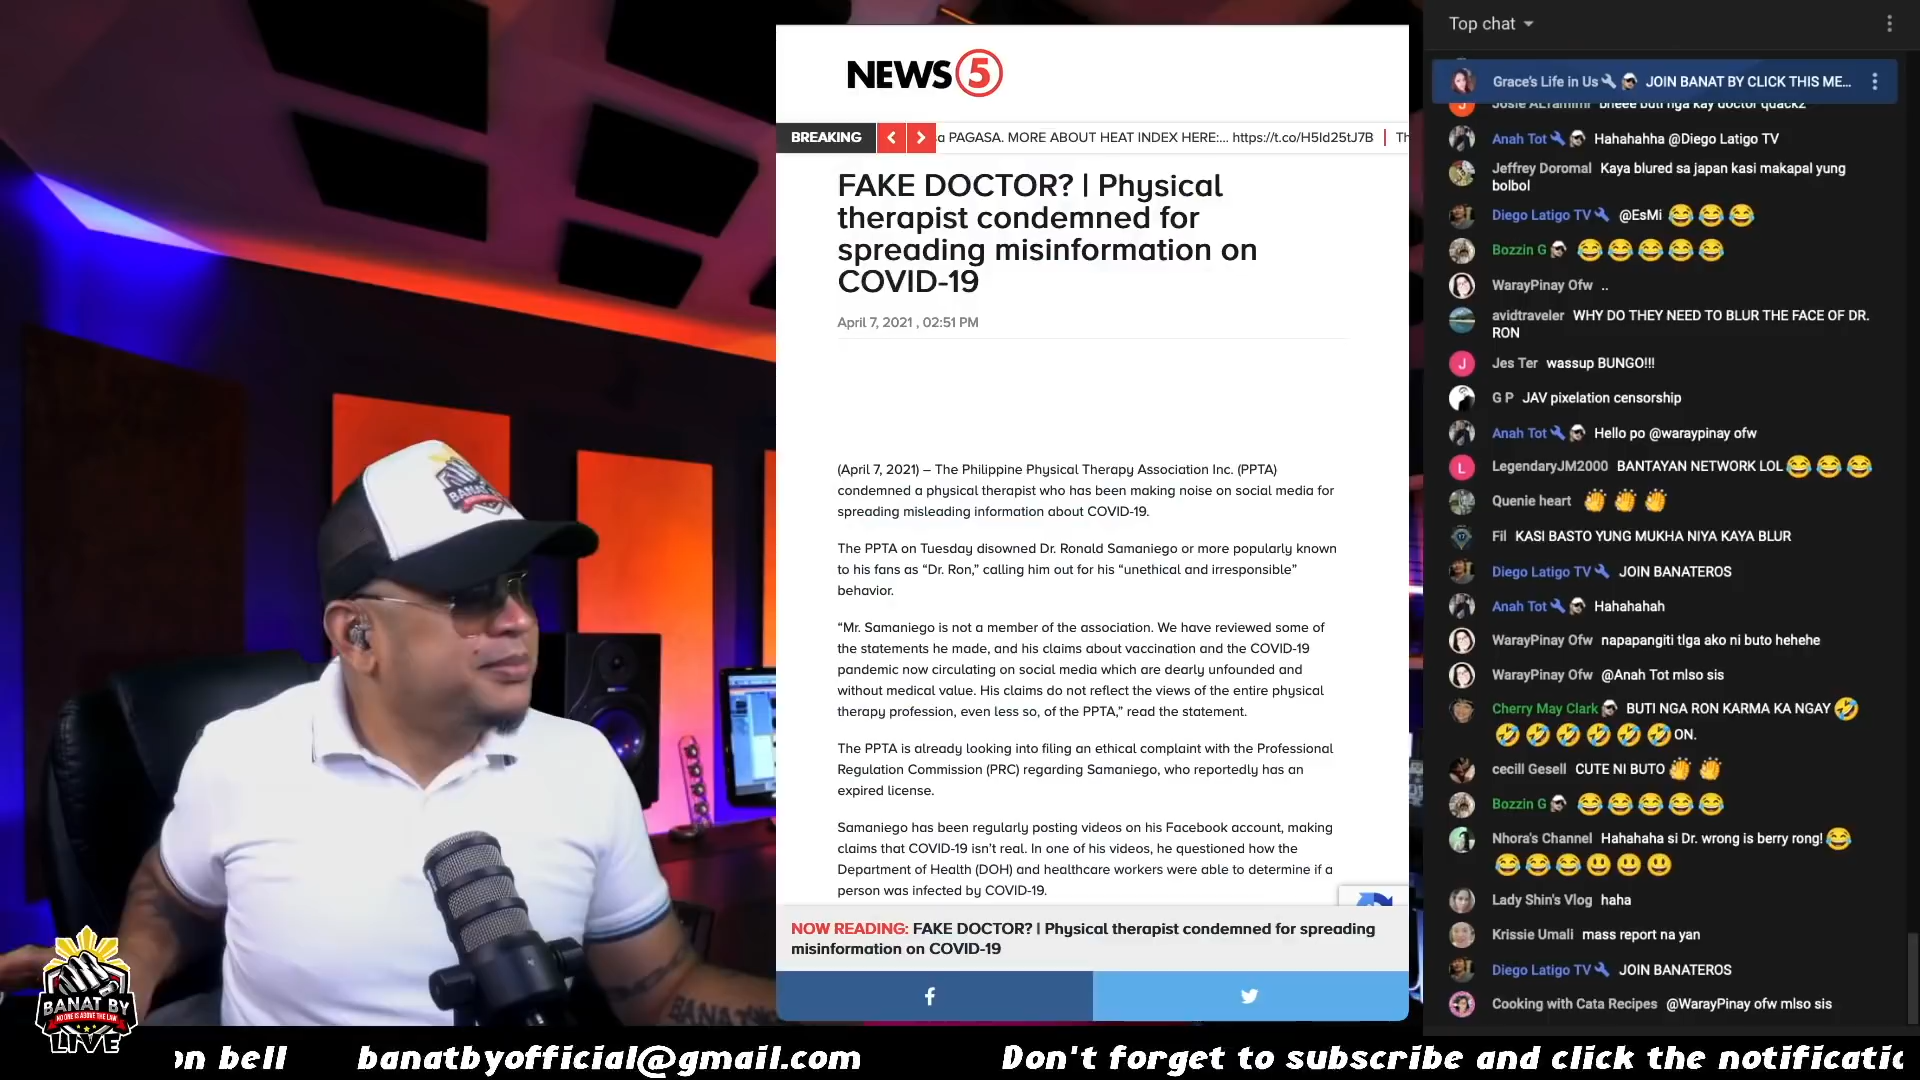 NEWS 5
BREAKING
a PAGASA. MORE ABOUT HEAT INDEX HERE:... https://t.co/H5Id25tJ7B | Th
FAKE DOCTOR? | Physical
therapist condemned for
spreading misinformation on
COVID-19
April 7, 2021 , 02:51 PM
(April 7, 2021) – The Philippine Physical Therapy Association Inc. (PPTA)
condemned a physical therapist who has been making noise on social media for
spreading misleading information about COVID-19.
The PPTA on Tuesday disowned Dr. Ronald Samaniego or more popularly known
to his fans as “Dr. Ron,” calling him out for his “unethical and irresponsible”
behavior.
“Mr. Samaniego is not a member of the association. We have reviewed some of
the statements he made, and his claims about vaccination and the COVID-19
pandemic now circulating on social media which are dearly unfounded and
without medical value. His claims do not reflect the views of the entire physical
therapy profession, even less so, of the PPTA,” read the statement.
The PPTA is already looking into filing an ethical complaint with the Professional
Regulation Commission (PRC) regarding Samaniego, who reportedly has an
expired license.
Samaniego has been regularly posting videos on his Facebook account, making
claims that COVID-19 isn’t real. In one of his videos, he questioned how the
Department of Health (DOH) and healthcare workers were able to determine if a
person was infected by COVID-19.
NOW READING: FAKE DOCTOR? | Physical therapist condemned for spreading
misinformation on COVID-19
Top chat
Grace's Life in Us JOIN BANAT BY CLICK THIS ME...
bheee buti nga kay doctor quack2
Anah Tot Hahahahha @Diego Latigo TV
Jeffrey Doromal Kaya blured sa japan kasi makapal yung
bolbol
Diego Latigo TV @EsMi 😂😂😂
Bozzin G 😂😂😂😂😂
WarayPinay Ofw ..
avidtraveler WHY DO THEY NEED TO BLUR THE FACE OF DR.
RON
J Jes Ter wassup BUNGO!!!
G P JAV pixelation censorship
Anah Tot Hello po @waraypinay ofw
L LegendaryJM2000 BANTAYAN NETWORK LOL 😂😂😂
Quenie heart 👏👏👏
Fil KASI BASTO YUNG MUKHA NIYA KAYA BLUR
Diego Latigo TV JOIN BANATEROS
Anah Tot Hahahahah
WarayPinay Ofw napapangiti tlga ako ni buto hehehe
WarayPinay Ofw @Anah Tot mlso sis
Cherry May Clark BUTI NGA RON KARMA KA NGAY 🤣
🤣🤣🤣🤣🤣🤣 ON.
cecill Gesell CUTE NI BUTO 👏👏
Bozzin G 😂😂😂😂😂
Nhora's Channel Hahahaha si Dr. wrong is berry rong! 😂
😂😂😂😃😃😃
Lady Shin's Vlog haha
Krissie Umali mass report na yan
Diego Latigo TV JOIN BANATEROS
Cooking with Cata Recipes @WarayPinay ofw mlso sis
BANAT BY
BANAT BY
NO ONE IS ABOVE THE LAW
LIVE
on bell banatbyofficial@gmail.com Don't forget to subscribe and click the notificatio